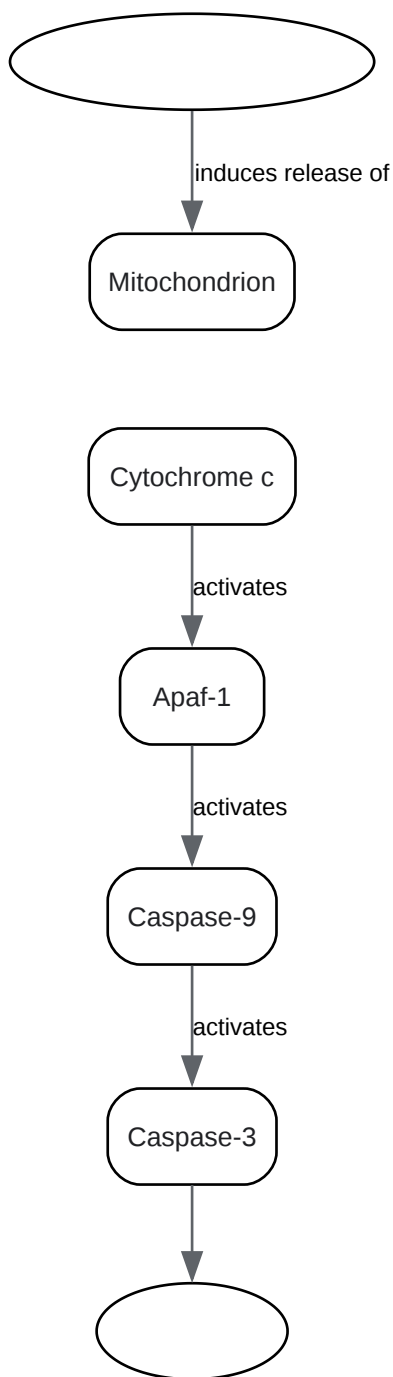 induces release of
Mitochondrion
Cytochrome c
activates
Apaf-1
activates
Caspase-9
activates
Caspase-3